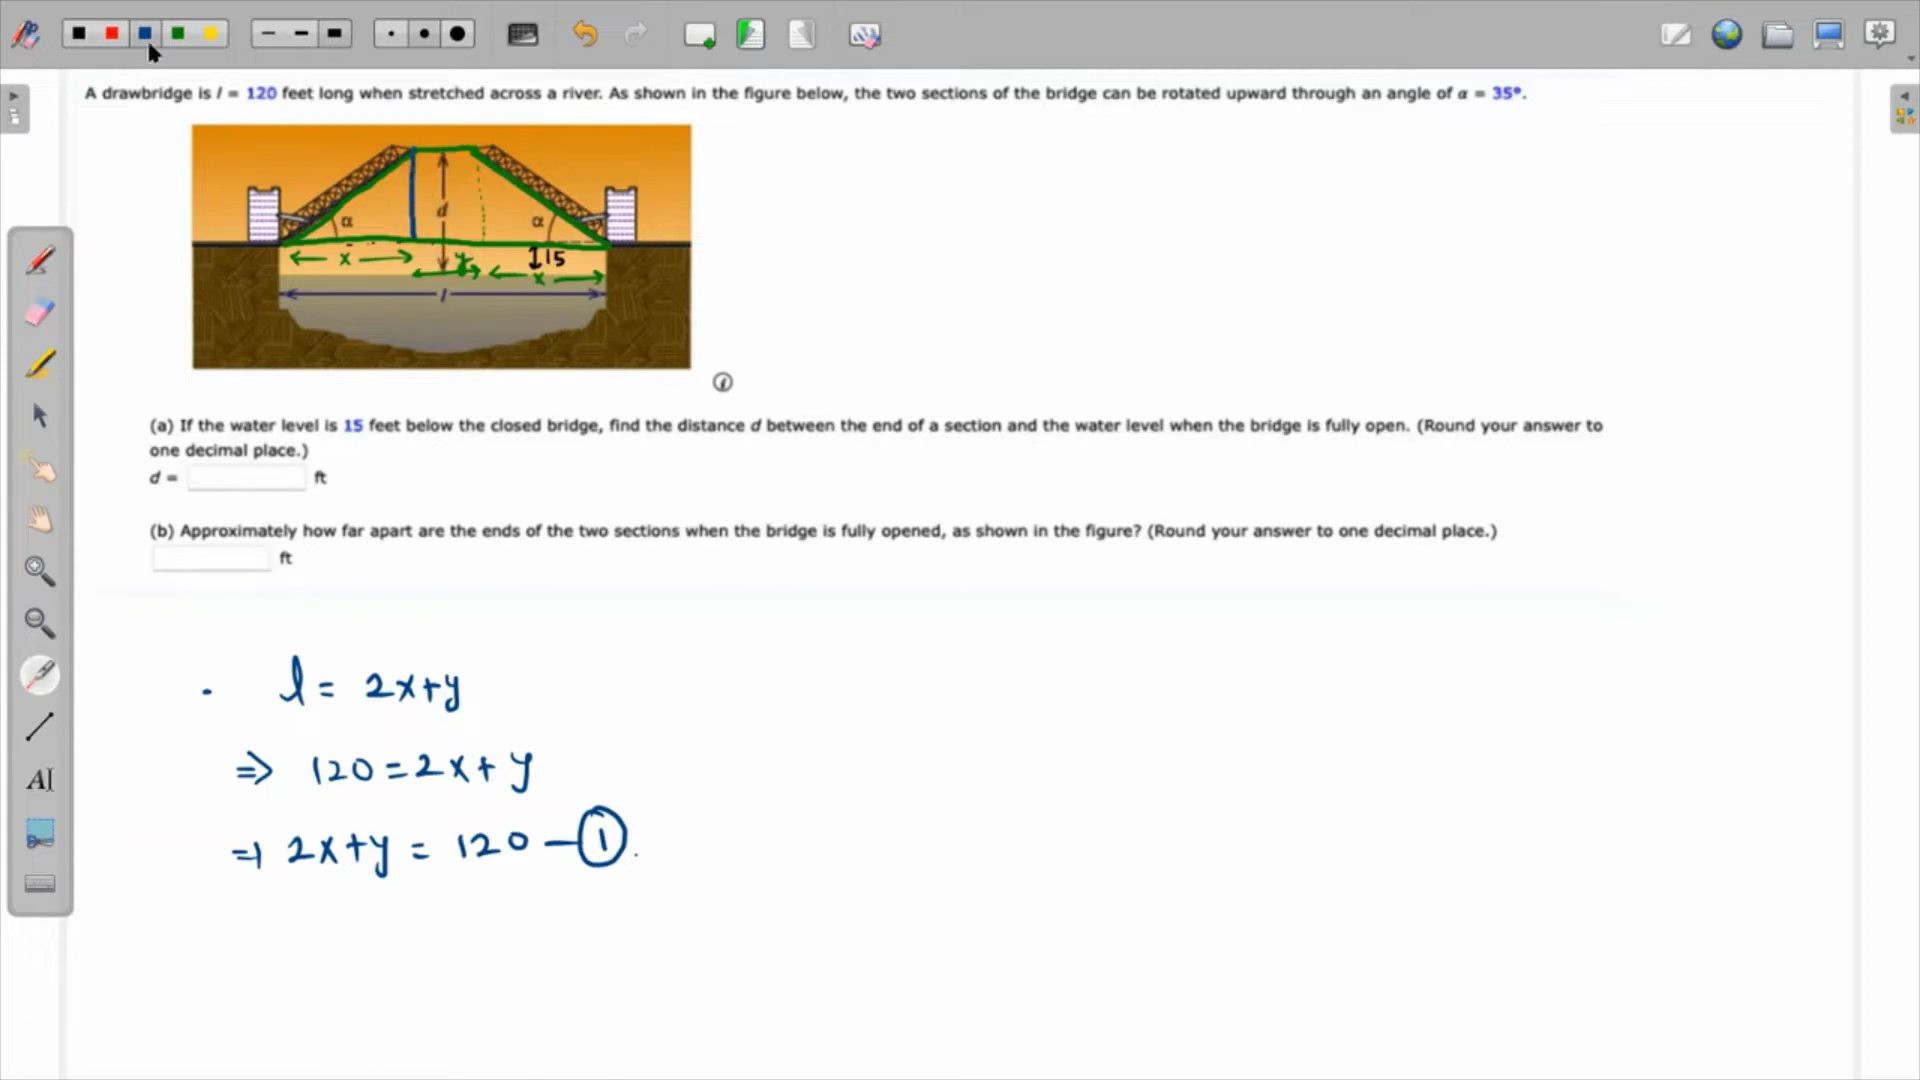 A drawbridge is l = 120 feet long when stretched across a river. As shown in the figure below, the two sections of the bridge can be rotated upward through an angle of α = 35°.
α
d
α
x
y
15
x
l
(a) If the water level is 15 feet below the closed bridge, find the distance d between the end of a section and the water level when the bridge is fully open. (Round your answer to
one decimal place.)
d = ft
(b) Approximately how far apart are the ends of the two sections when the bridge is fully opened, as shown in the figure? (Round your answer to one decimal place.)
ft
l = 2x+y
⇒ 120 = 2x + y
⇒ 2x+y = 120 — ①.
AI